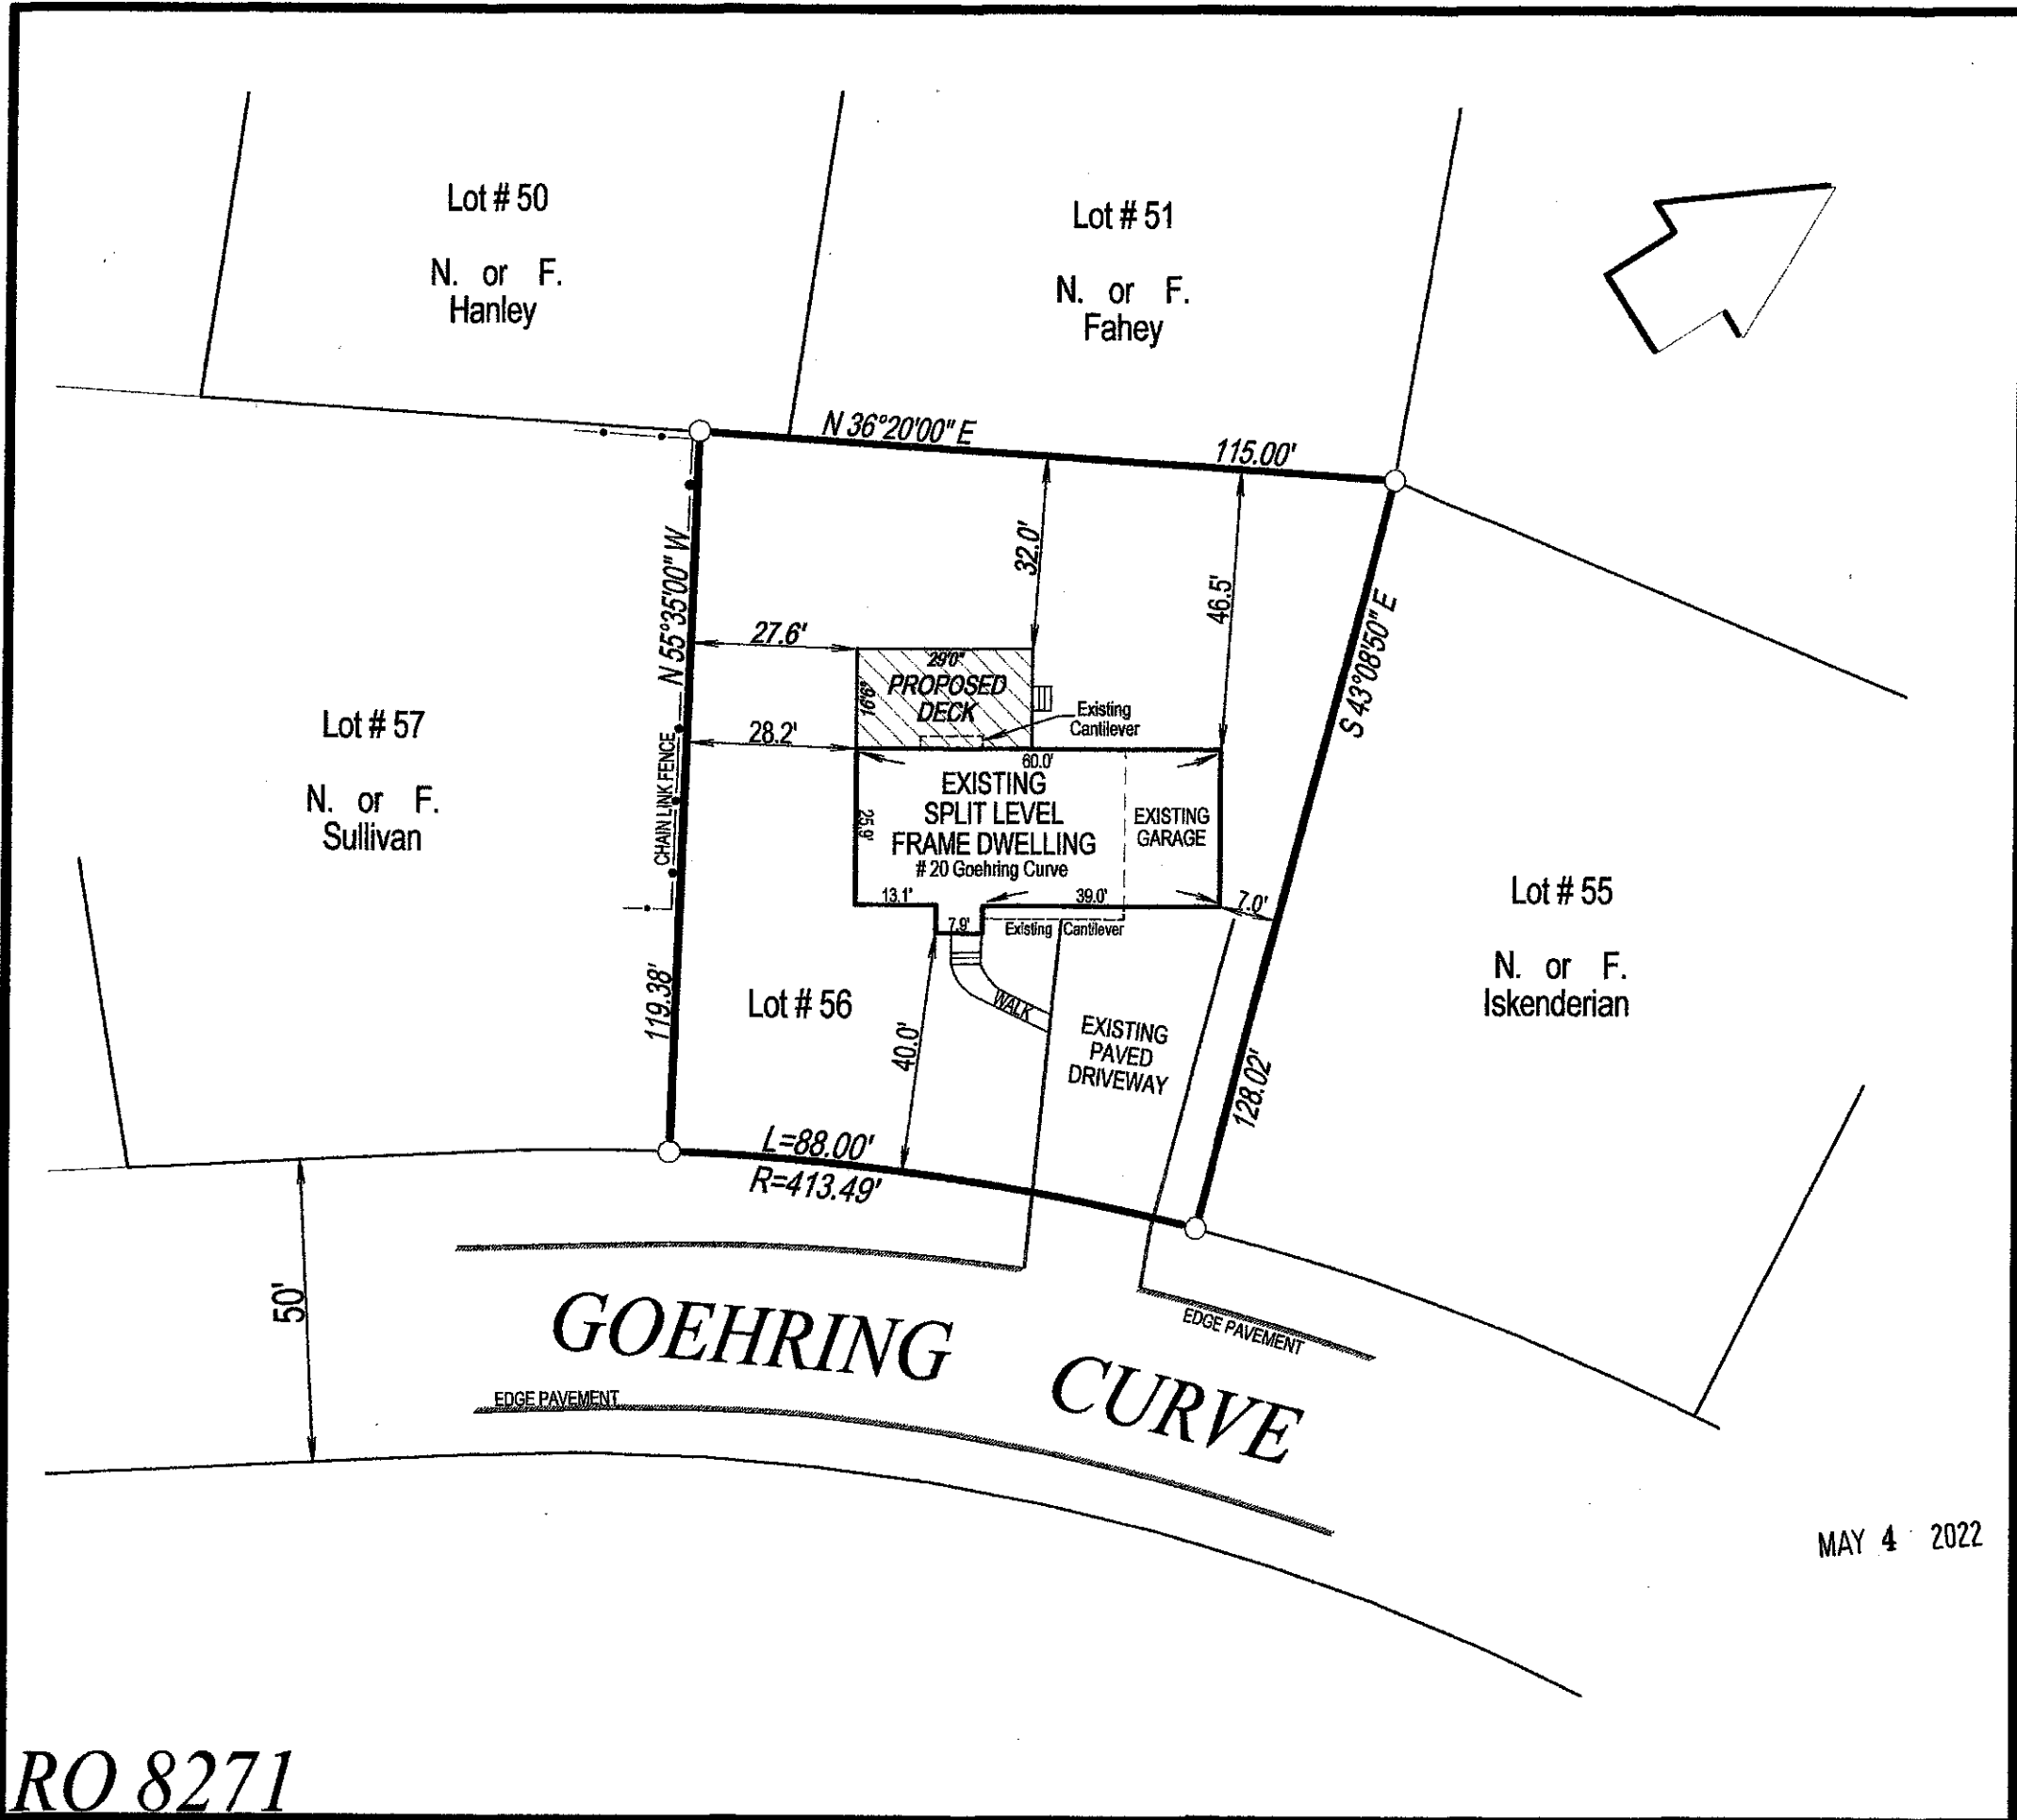 Lot # 50
N. or F.
Hanley
Lot # 51
N. or F.
Fahey
N 36°20'00" E
115.00'
32.0'
46.5'
N 55°35'00" W
119.38'
S 43°08'50" E
128.02'
27.6'
28.2'
29'0"
16'6"
PROPOSED
DECK
Existing
Cantilever
60.0'
Lot # 57
N. or F.
Sullivan
CHAIN LINK FENCE
EXISTING
SPLIT LEVEL
FRAME DWELLING
# 20 Goehring Curve
EXISTING
GARAGE
25.9'
13.1'
7.9'
39.0'
7.0'
Existing Cantilever
Lot # 55
N. or F.
Iskenderian
Lot # 56
40.0'
WALK
EXISTING
PAVED
DRIVEWAY
L=88.00'
R=413.49'
50'
GOEHRING CURVE
EDGE PAVEMENT
EDGE PAVEMENT
MAY 4 2022
RO 8271